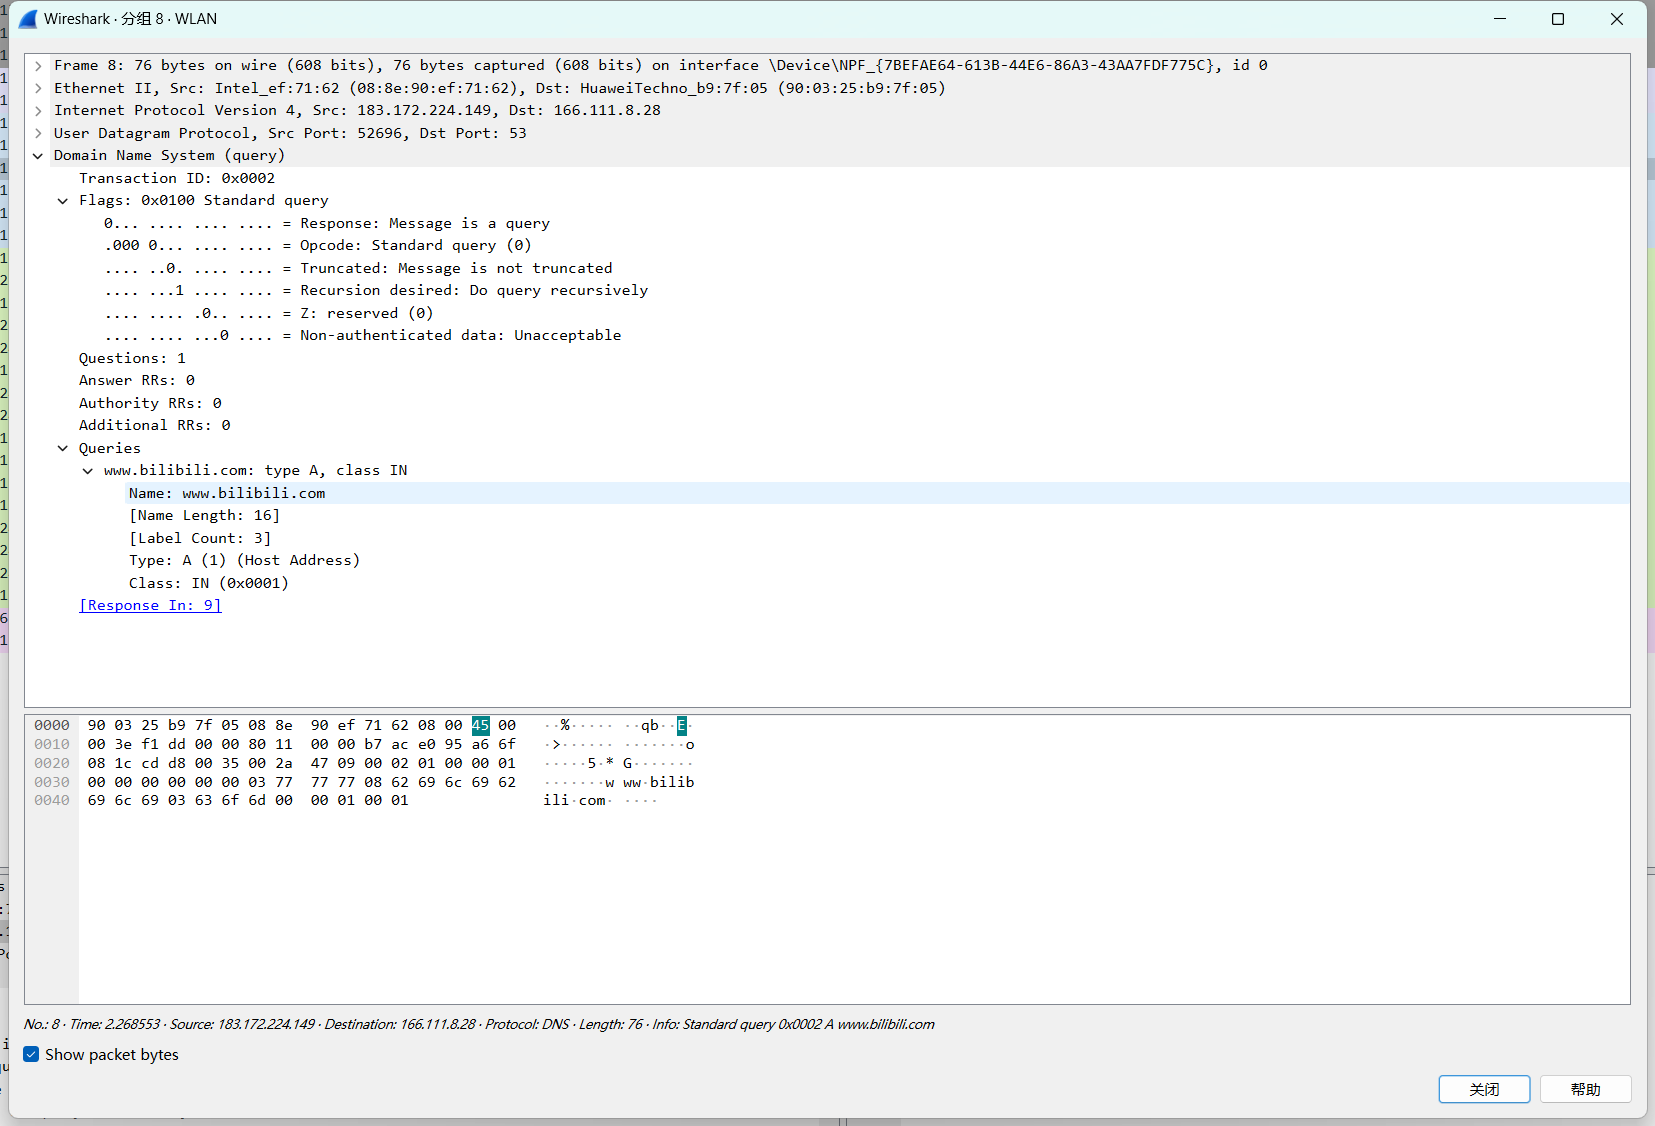 Wireshark · 分组 8 · WLAN
Frame 8: 76 bytes on wire (608 bits), 76 bytes captured (608 bits) on interface \Device\NPF_{7BEFAE64-613B-44E6-86A3-43AA7FDF775C}, id 0
Ethernet II, Src: Intel_ef:71:62 (08:8e:90:ef:71:62), Dst: HuaweiTechno_b9:7f:05 (90:03:25:b9:7f:05)
Internet Protocol Version 4, Src: 183.172.224.149, Dst: 166.111.8.28
User Datagram Protocol, Src Port: 52696, Dst Port: 53
Domain Name System (query)
Transaction ID: 0x0002
Flags: 0x0100 Standard query
0... .... .... .... = Response: Message is a query
.000 0... .... .... = Opcode: Standard query (0)
.... ..0. .... .... = Truncated: Message is not truncated
.... ...1 .... .... = Recursion desired: Do query recursively
.... .... .0.. .... = Z: reserved (0)
.... .... ...0 .... = Non-authenticated data: Unacceptable
Questions: 1
Answer RRs: 0
Authority RRs: 0
Additional RRs: 0
Queries
www.bilibili.com: type A, class IN
Name: www.bilibili.com
[Name Length: 16]
[Label Count: 3]
Type: A (1) (Host Address)
Class: IN (0x0001)
[Response In: 9]
0000 90 03 25 b9 7f 05 08 8e 90 ef 71 62 08 00 45 00 ··%····· ··qb··E·
0010 00 3e f1 dd 00 00 80 11 00 00 b7 ac e0 95 a6 6f ·>······ ·······o
0020 08 1c cd d8 00 35 00 2a 47 09 00 02 01 00 00 01 ·····5·* G·······
0030 00 00 00 00 00 00 03 77 77 77 08 62 69 6c 69 62 ·······w ww·bilib
0040 69 6c 69 03 63 6f 6d 00 00 01 00 01 ili·com· ····
No.: 8 · Time: 2.268553 · Source: 183.172.224.149 · Destination: 166.111.8.28 · Protocol: DNS · Length: 76 · Info: Standard query 0x0002 A www.bilibili.com
Show packet bytes
关闭 帮助